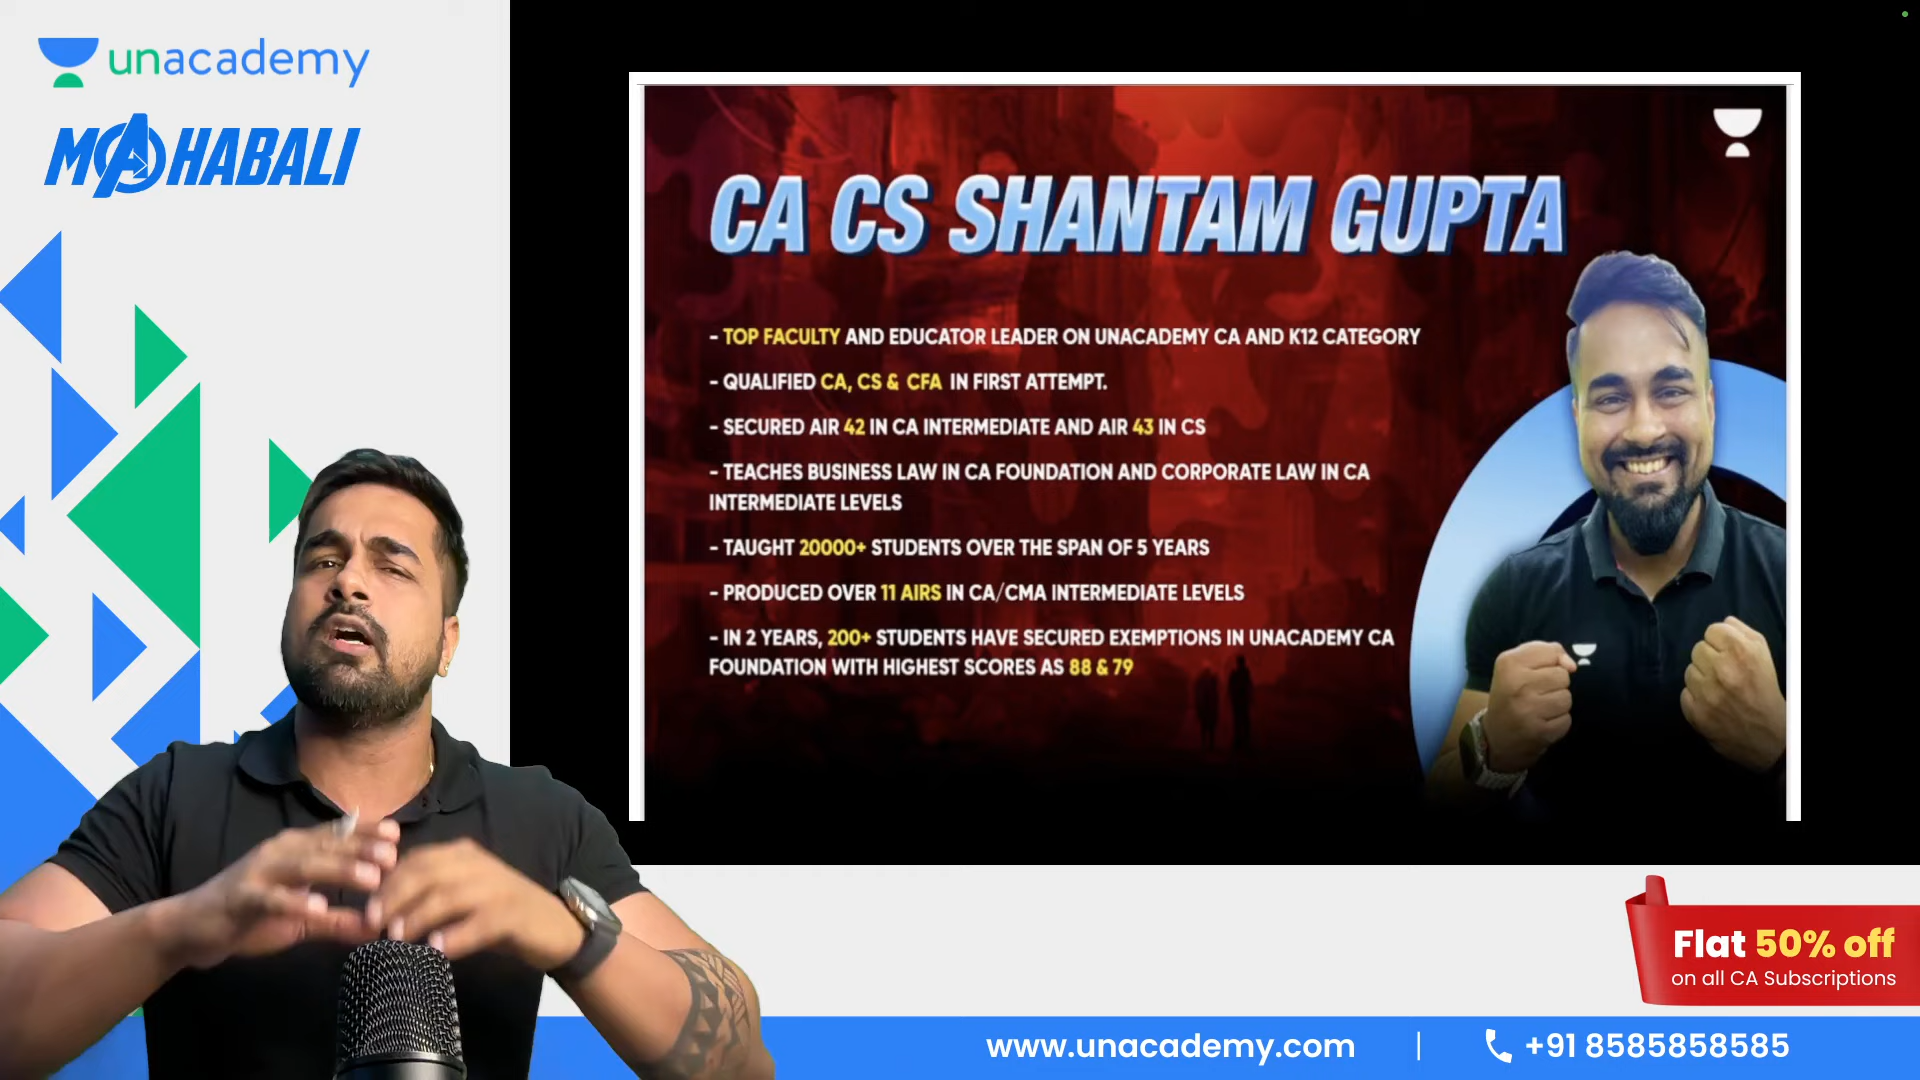 unacademy
MAHABALI
CA CS SHANTAM GUPTA
- TOP FACULTY AND EDUCATOR LEADER ON UNACADEMY CA AND K12 CATEGORY
- QUALIFIED CA, CS & CFA IN FIRST ATTEMPT.
- SECURED AIR 42 IN CA INTERMEDIATE AND AIR 43 IN CS
- TEACHES BUSINESS LAW IN CA FOUNDATION AND CORPORATE LAW IN CA
INTERMEDIATE LEVELS
- TAUGHT 20000+ STUDENTS OVER THE SPAN OF 5 YEARS
- PRODUCED OVER 11 AIRS IN CA/CMA INTERMEDIATE LEVELS
- IN 2 YEARS, 200+ STUDENTS HAVE SECURED EXEMPTIONS IN UNACADEMY CA
FOUNDATION WITH HIGHEST SCORES AS 88 & 79
Flat 50% off
on all CA Subscriptions
www.unacademy.com | +91 8585858585